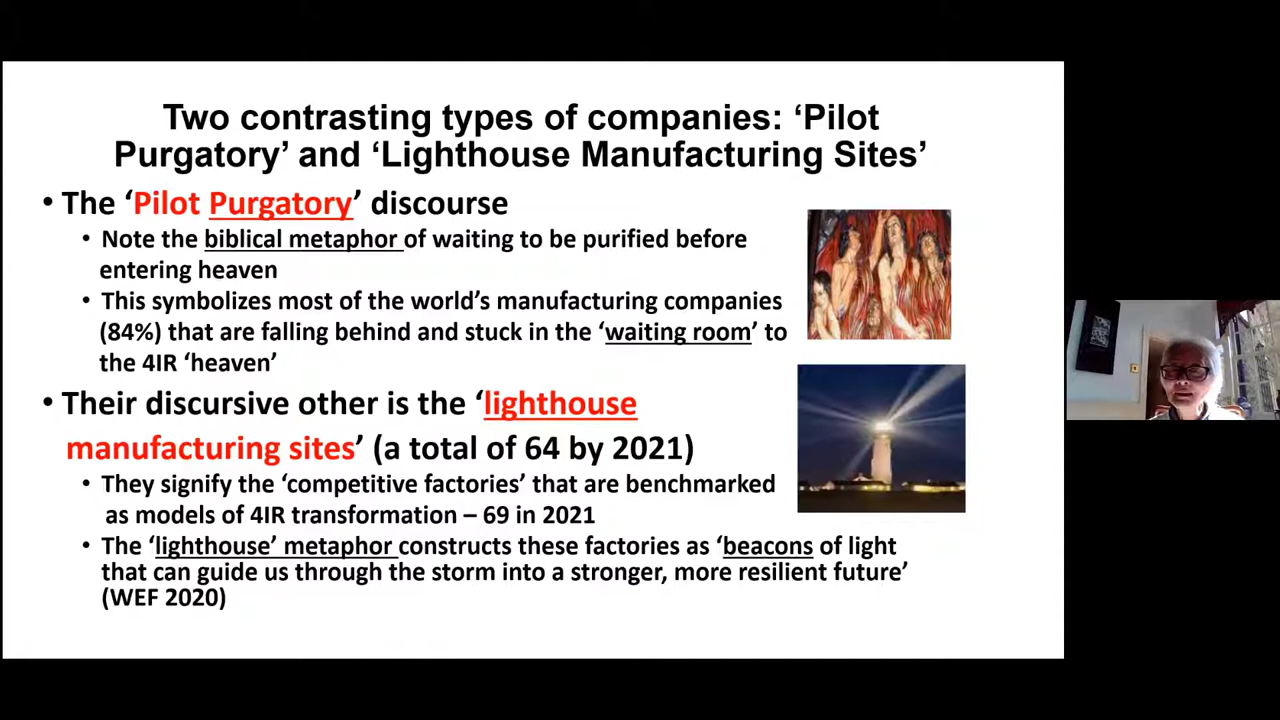 Two contrasting types of companies: ‘Pilot
Purgatory’ and ‘Lighthouse Manufacturing Sites’
• The ‘Pilot Purgatory’ discourse
• Note the biblical metaphor of waiting to be purified before
entering heaven
• This symbolizes most of the world’s manufacturing companies
(84%) that are falling behind and stuck in the ‘waiting room’ to
the 4IR ‘heaven’
• Their discursive other is the ‘lighthouse
manufacturing sites’ (a total of 64 by 2021)
• They signify the ‘competitive factories’ that are benchmarked
as models of 4IR transformation – 69 in 2021
• The ‘lighthouse’ metaphor constructs these factories as ‘beacons of light
that can guide us through the storm into a stronger, more resilient future’
(WEF 2020)